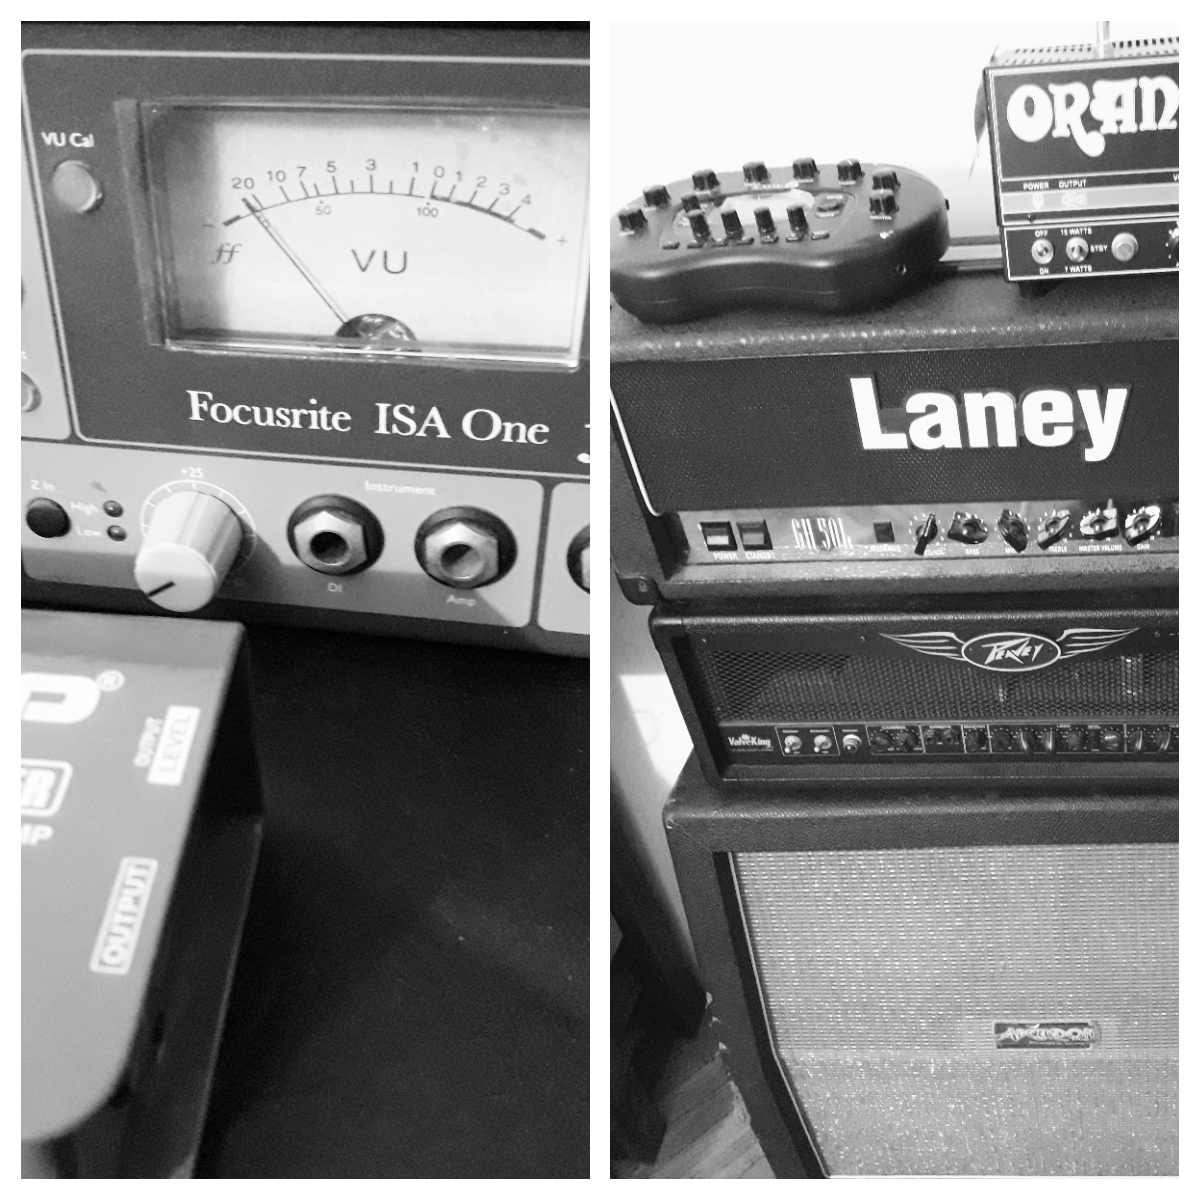 VU Cal
20 10 7 5 3 1 0 1 2 3 4
- 50 100 +
ff VU
Focusrite ISA One
+25
Z In
High
Low
Instrument
DI
Amp
®
OUTPUT
LEVEL
OUTPUT
ORAN
POWER OUTPUT
OFF 15 WATTS
STBY
ON 7 WATTS
Laney
GH50L
POWER STANDBY BASS TREBLE MASTER VOLUME GAIN
PEAVEY
ValveKing